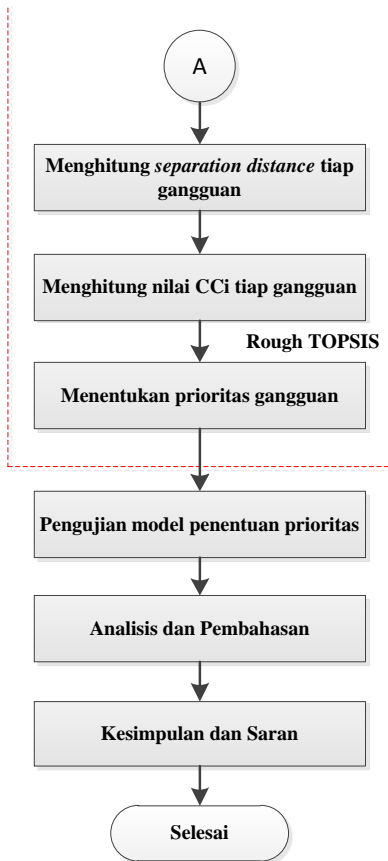 A
Menghitung separation distance tiap
gangguan
Menghitung nilai CCi tiap gangguan
Rough TOPSIS
Menentukan prioritas gangguan
Pengujian model penentuan prioritas
Analisis dan Pembahasan
Kesimpulan dan Saran
Selesai